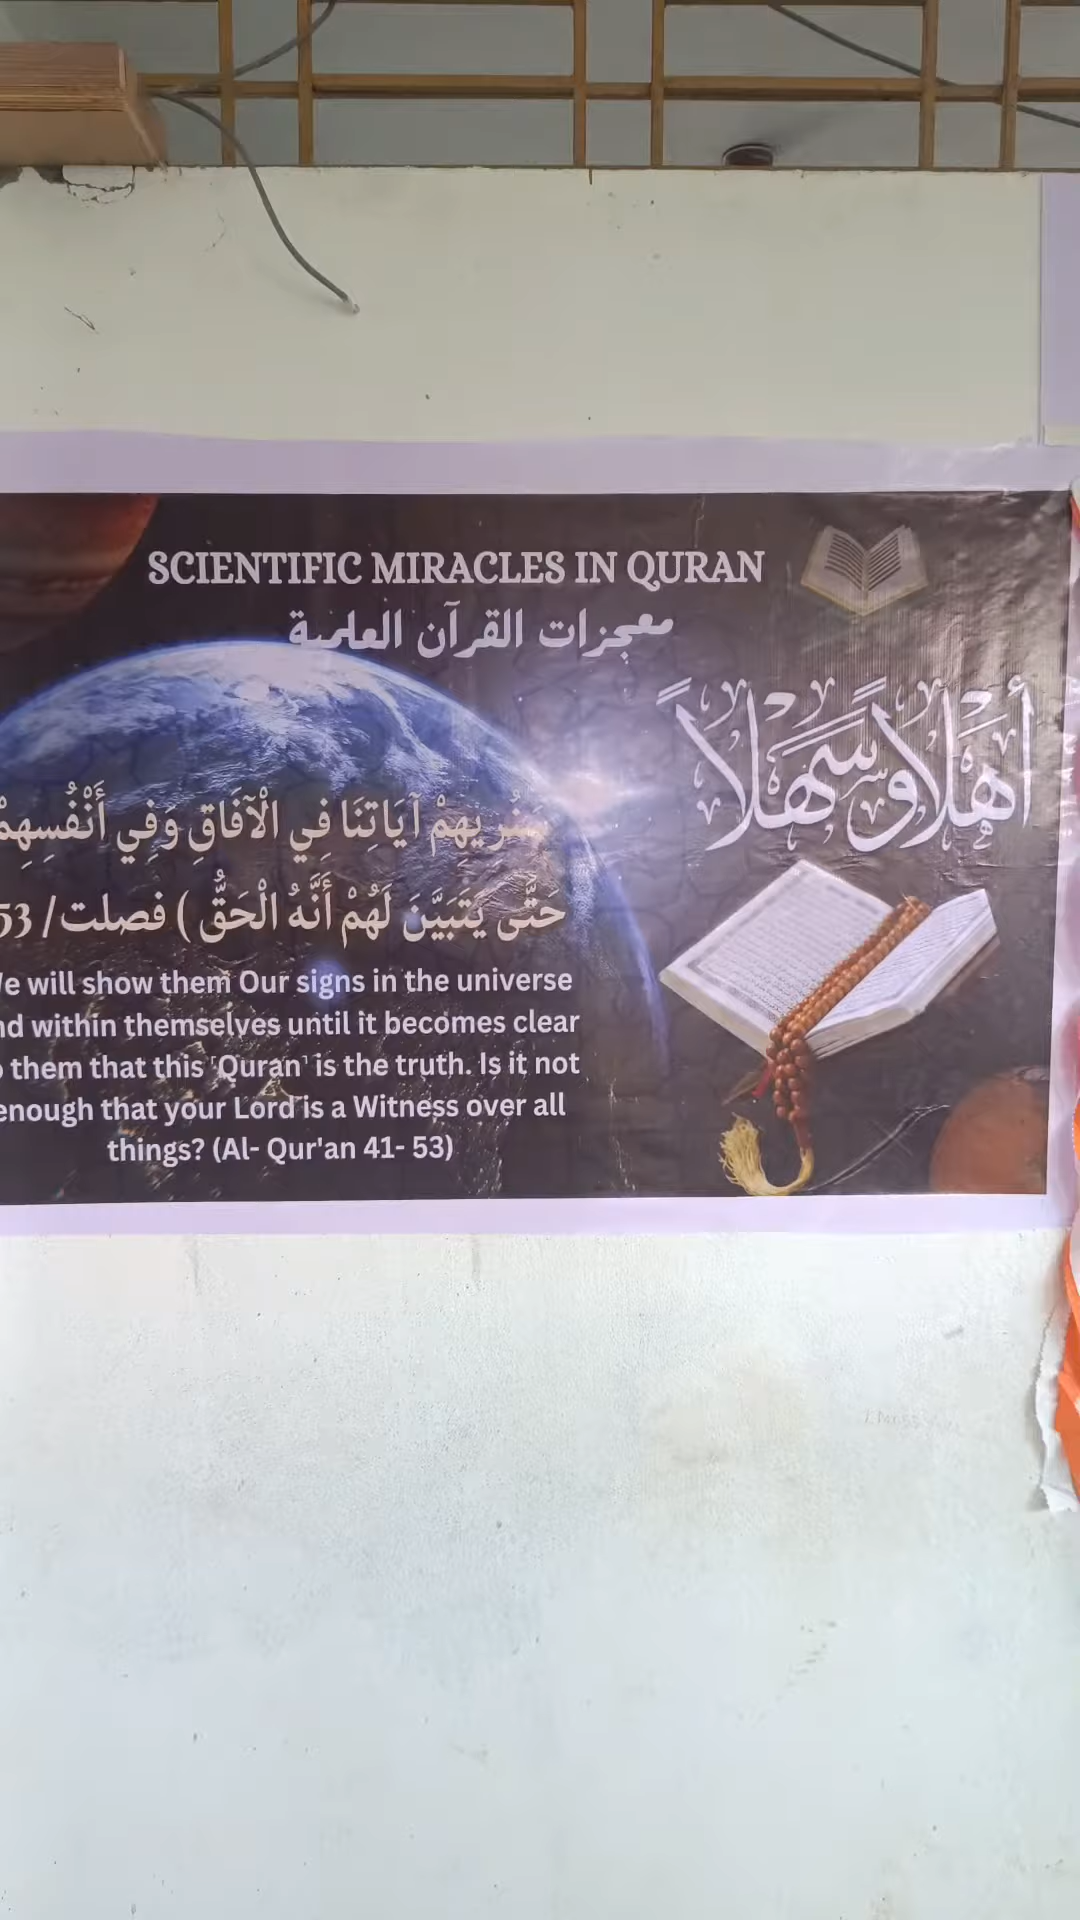 SCIENTIFIC MIRACLES IN QURAN
معجزات القرآن العلمية
أهلا وسهلا
آيَاتِنَا فِي الْآفَاقِ وَفِي أَنْفُسِهِمْ
حَتَّى يَتَبَيَّنَ لَهُمْ أَنَّهُ الْحَقُّ ) فصلت/ 53
will show them Our signs in the universe
within themselves until it becomes clear
them that this ⸢Quran⸣ is the truth. Is it not
enough that your Lord is a Witness over all
things? (Al- Qur'an 41- 53)